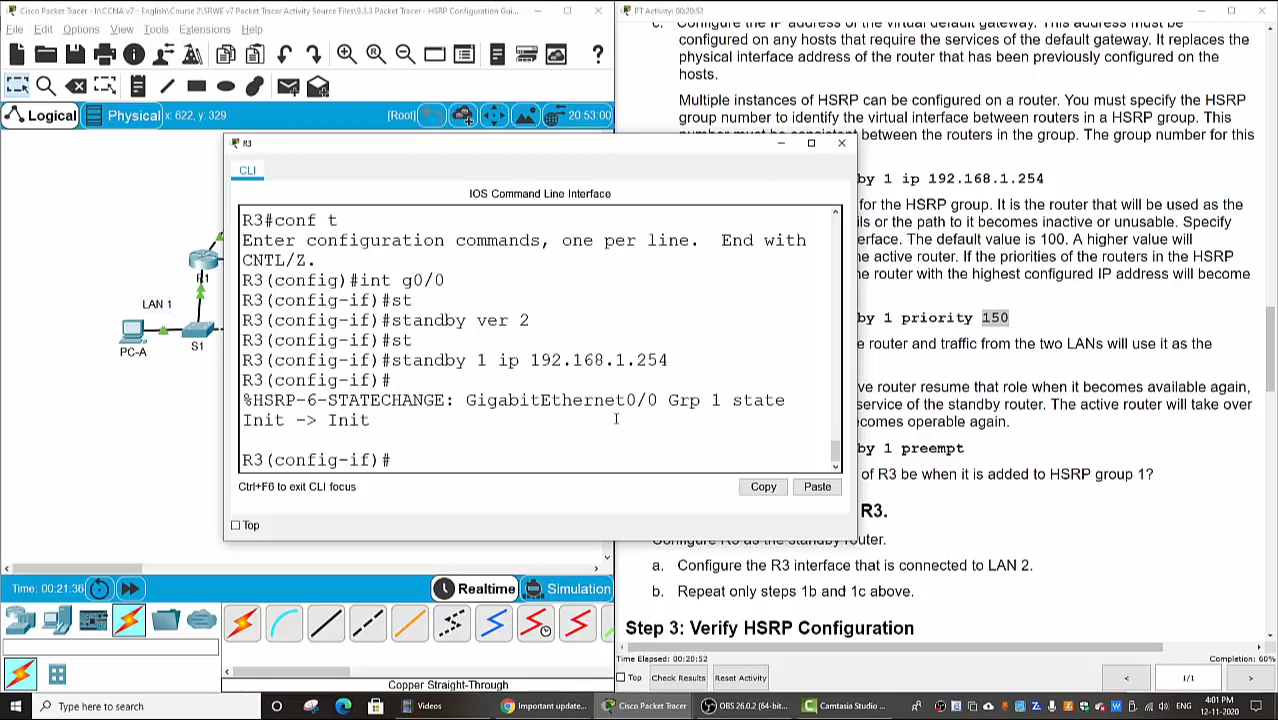 Cisco Packet Tracer - I:\CCNA v7 - English\Course 2\SRWE v7 Packet Tracer Activity Source Files\9.3.3 Packet Tracer - HSRP Configuration Gui...
File Edit Options View Tools Extensions Help
Logical Physical x: 622, y: 329 [Root] 20:53:00
R1
LAN 1
PC-A
S1
R3
CLI
IOS Command Line Interface
R3#conf t
Enter configuration commands, one per line. End with
CNTL/Z.
R3(config)#int g0/0
R3(config-if)#st
R3(config-if)#standby ver 2
R3(config-if)#st
R3(config-if)#standby 1 ip 192.168.1.254
R3(config-if)#
%HSRP-6-STATECHANGE: GigabitEthernet0/0 Grp 1 state
Init -> Init
R3(config-if)#
Ctrl+F6 to exit CLI focus
Copy Paste
Top
Time: 00:21:36
Realtime Simulation
Copper Straight-Through
PT Activity: 00:20:52
c. Configure the IP address of the virtual default gateway. This address must be
configured on any hosts that require the services of the default gateway. It replaces the
physical interface address of the router that has been previously configured on the
hosts.
Multiple instances of HSRP can be configured on a router. You must specify the HSRP
group number to identify the virtual interface between routers in a HSRP group. This
number must be consistent between the routers in the group. The group number for this
by 1 ip 192.168.1.254
for the HSRP group. It is the router that will be used as the
ils or the path to it becomes inactive or unusable. Specify
erface. The default value is 100. A higher value will
he active router. If the priorities of the routers in the HSRP
he router with the highest configured IP address will become
by 1 priority 150
e router and traffic from the two LANs will use it as the
ve router resume that role when it becomes available again,
service of the standby router. The active router will take over
ecomes operable again.
by 1 preempt
of R3 be when it is added to HSRP group 1?
R3.
Configure R3 as the standby router.
a. Configure the R3 interface that is connected to LAN 2.
b. Repeat only steps 1b and 1c above.
Step 3: Verify HSRP Configuration
Time Elapsed: 00:20:52 Completion: 60%
Top Check Results Reset Activity < 1/1 >
Type here to search
Videos
Important update...
Cisco Packet Tracer
OBS 26.0.2 (64-bit...
Camtasia Studio ...
ENG
04:01 PM
12-11-2020